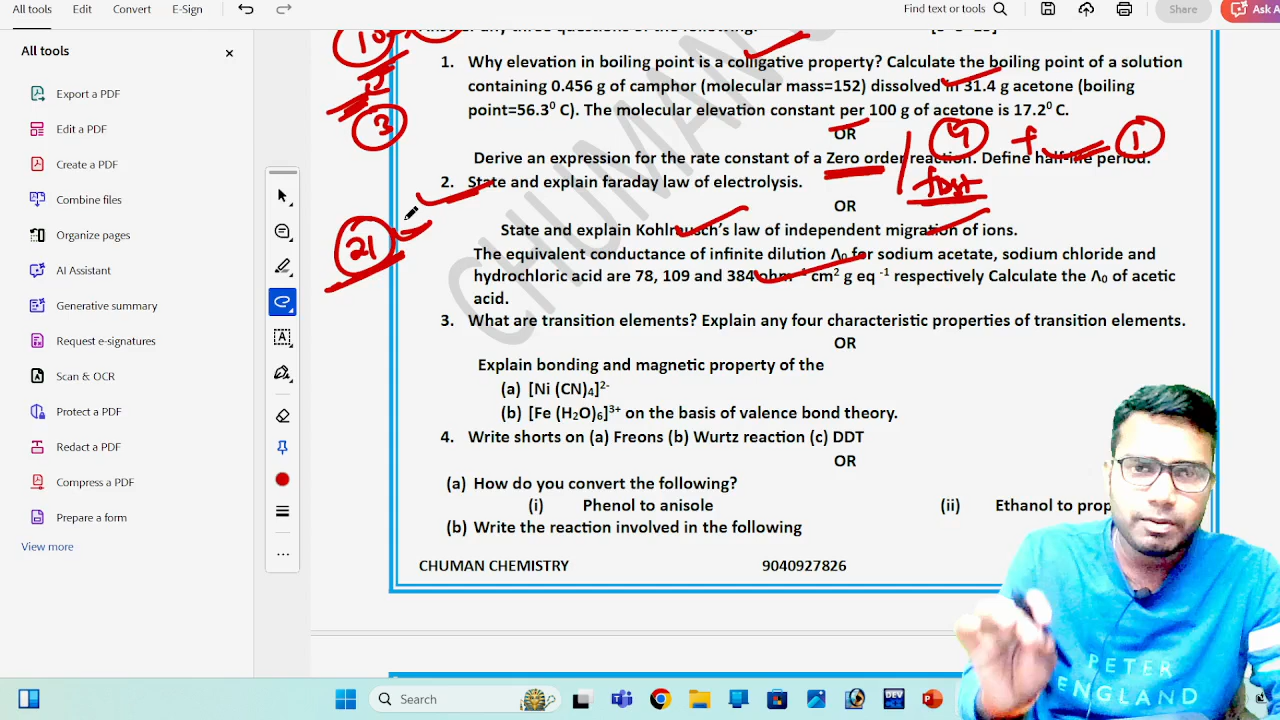 All tools Edit Convert E-Sign Find text or tools Share Ask A
All tools
Export a PDF
Edit a PDF
Create a PDF
Combine files
Organize pages
AI Assistant
Generative summary
Request e-signatures
Scan & OCR
Protect a PDF
Redact a PDF
Compress a PDF
Prepare a form
View more
1. Why elevation in boiling point is a colligative property? Calculate the boiling point of a solution
containing 0.456 g of camphor (molecular mass=152) dissolved in 31.4 g acetone (boiling
point=56.3⁰ C). The molecular elevation constant per 100 g of acetone is 17.2⁰ C.
3
OR
4 + 1
Derive an expression for the rate constant of a Zero order reaction. Define half-life period.
first
2. State and explain faraday law of electrolysis.
OR
21
State and explain Kohlrausch's law of independent migration of ions.
The equivalent conductance of infinite dilution Λ₀ for sodium acetate, sodium chloride and
hydrochloric acid are 78, 109 and 384 ohm⁻¹ cm² g eq ⁻¹ respectively Calculate the Λ₀ of acetic
acid.
3. What are transition elements? Explain any four characteristic properties of transition elements.
OR
Explain bonding and magnetic property of the
(a) [Ni (CN)₄]²⁻
(b) [Fe (H₂O)₆]³⁺ on the basis of valence bond theory.
4. Write shorts on (a) Freons (b) Wurtz reaction (c) DDT
OR
(a) How do you convert the following?
(i) Phenol to anisole (ii) Ethanol to prop
(b) Write the reaction involved in the following
CHUMAN CHEMISTRY 9040927826
CHUMAN
PETER
ENGLAND
Search
DEV